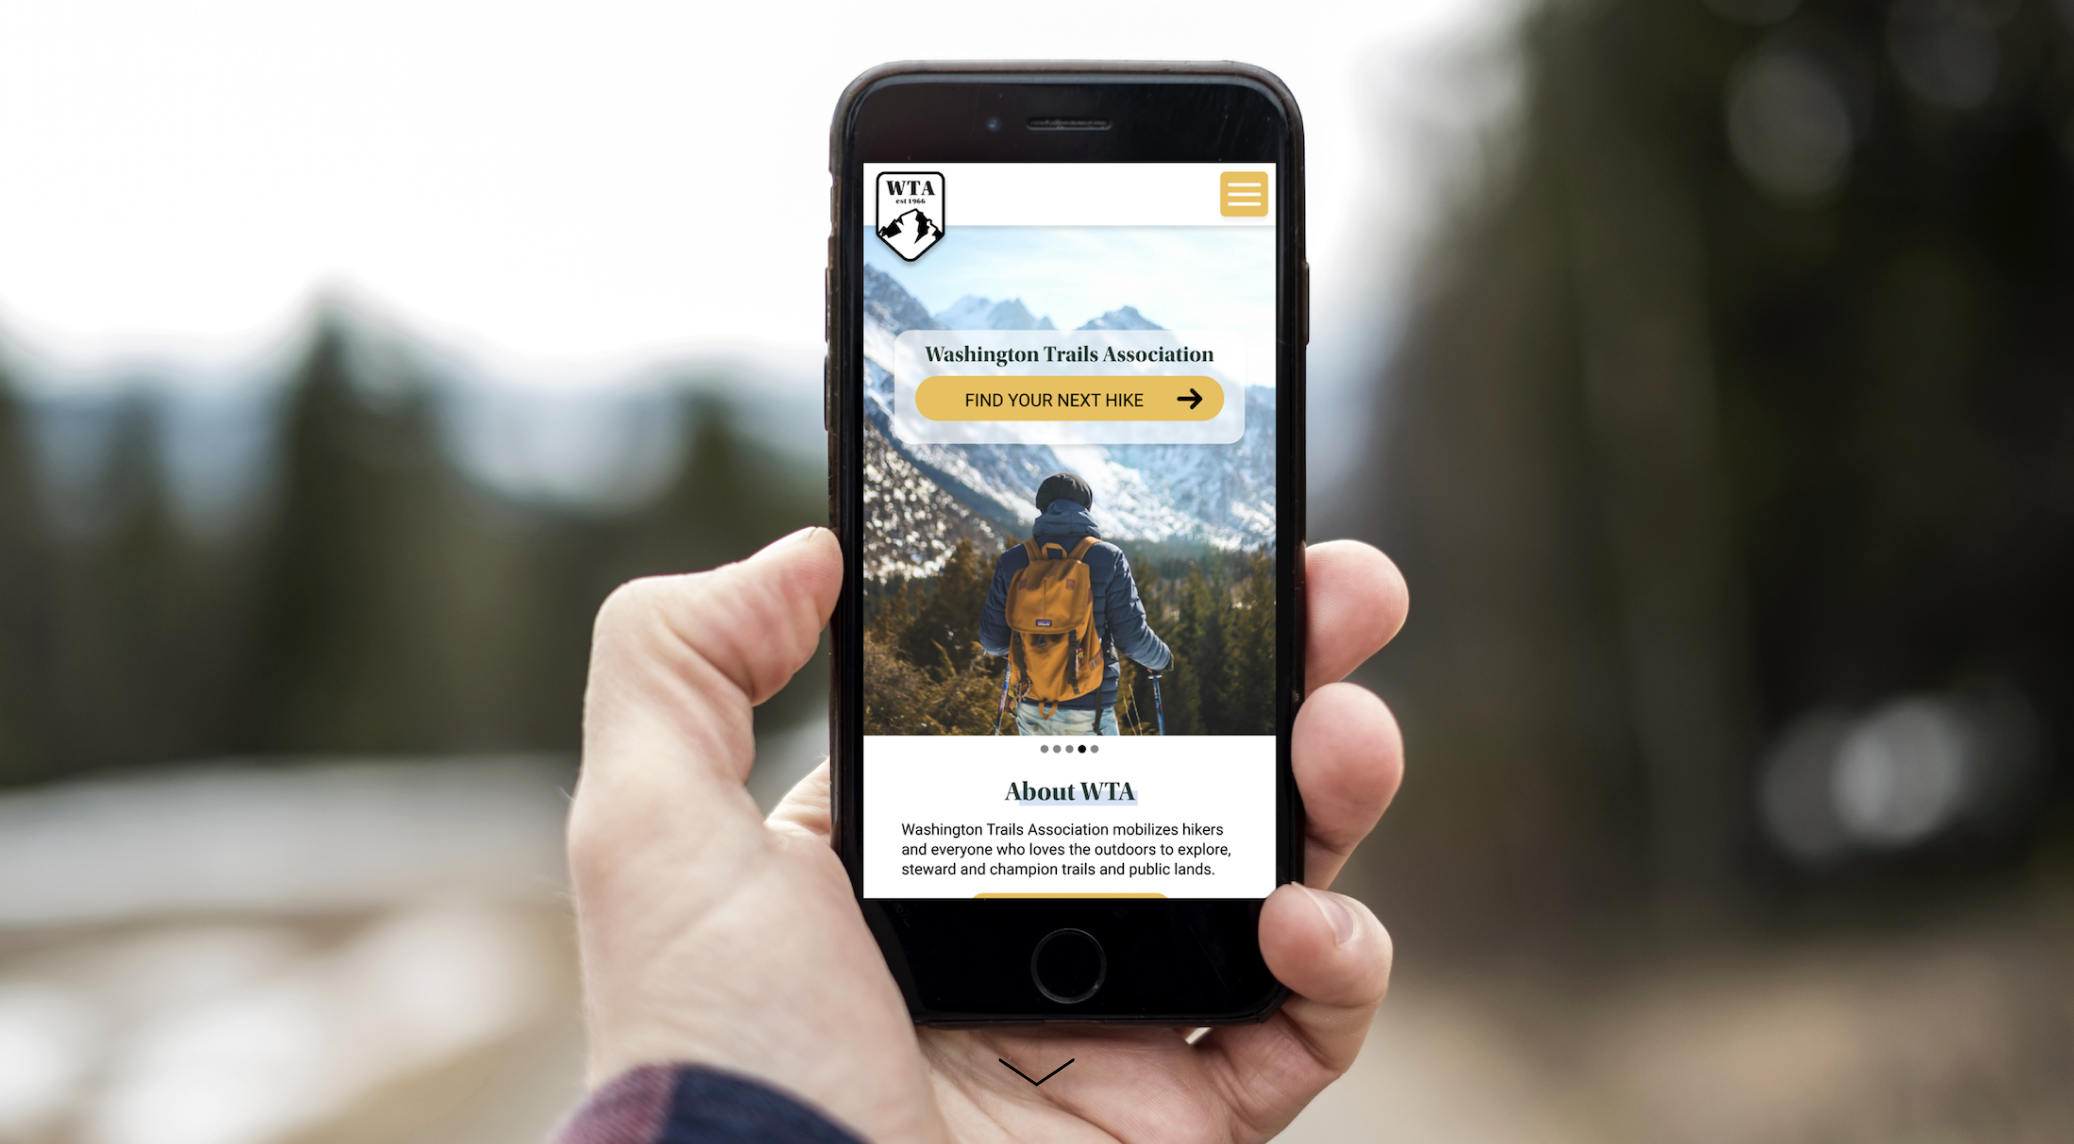 WTA
est 1966
Washington Trails Association
FIND YOUR NEXT HIKE
About WTA
Washington Trails Association mobilizes hikers
and everyone who loves the outdoors to explore,
steward and champion trails and public lands.